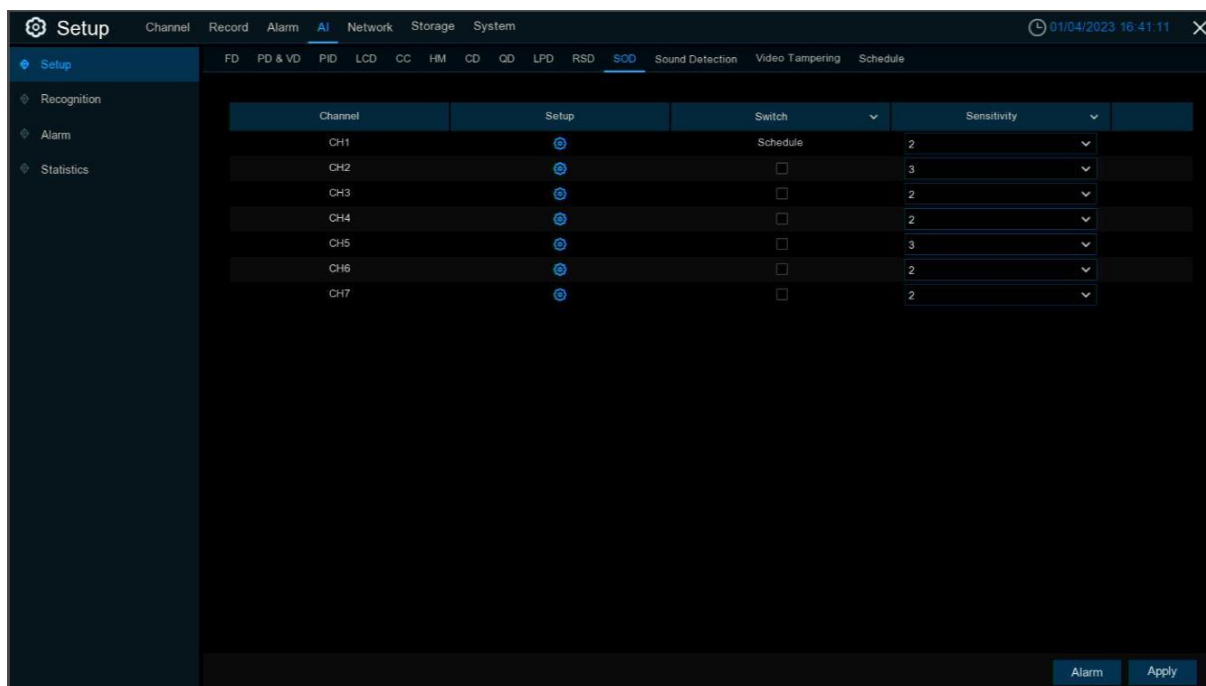 Setup Channel Record Alarm AI Network Storage System 01/04/2023 16:41:11
Setup FD PD & VD PID LCD CC HM CD QD LPD RSD SOD Sound Detection Video Tampering Schedule
Recognition
Alarm
Statistics
Channel Setup Switch Sensitivity
CH1 Schedule 2
CH2 3
CH3 2
CH4 2
CH5 3
CH6 2
CH7 2
Alarm Apply